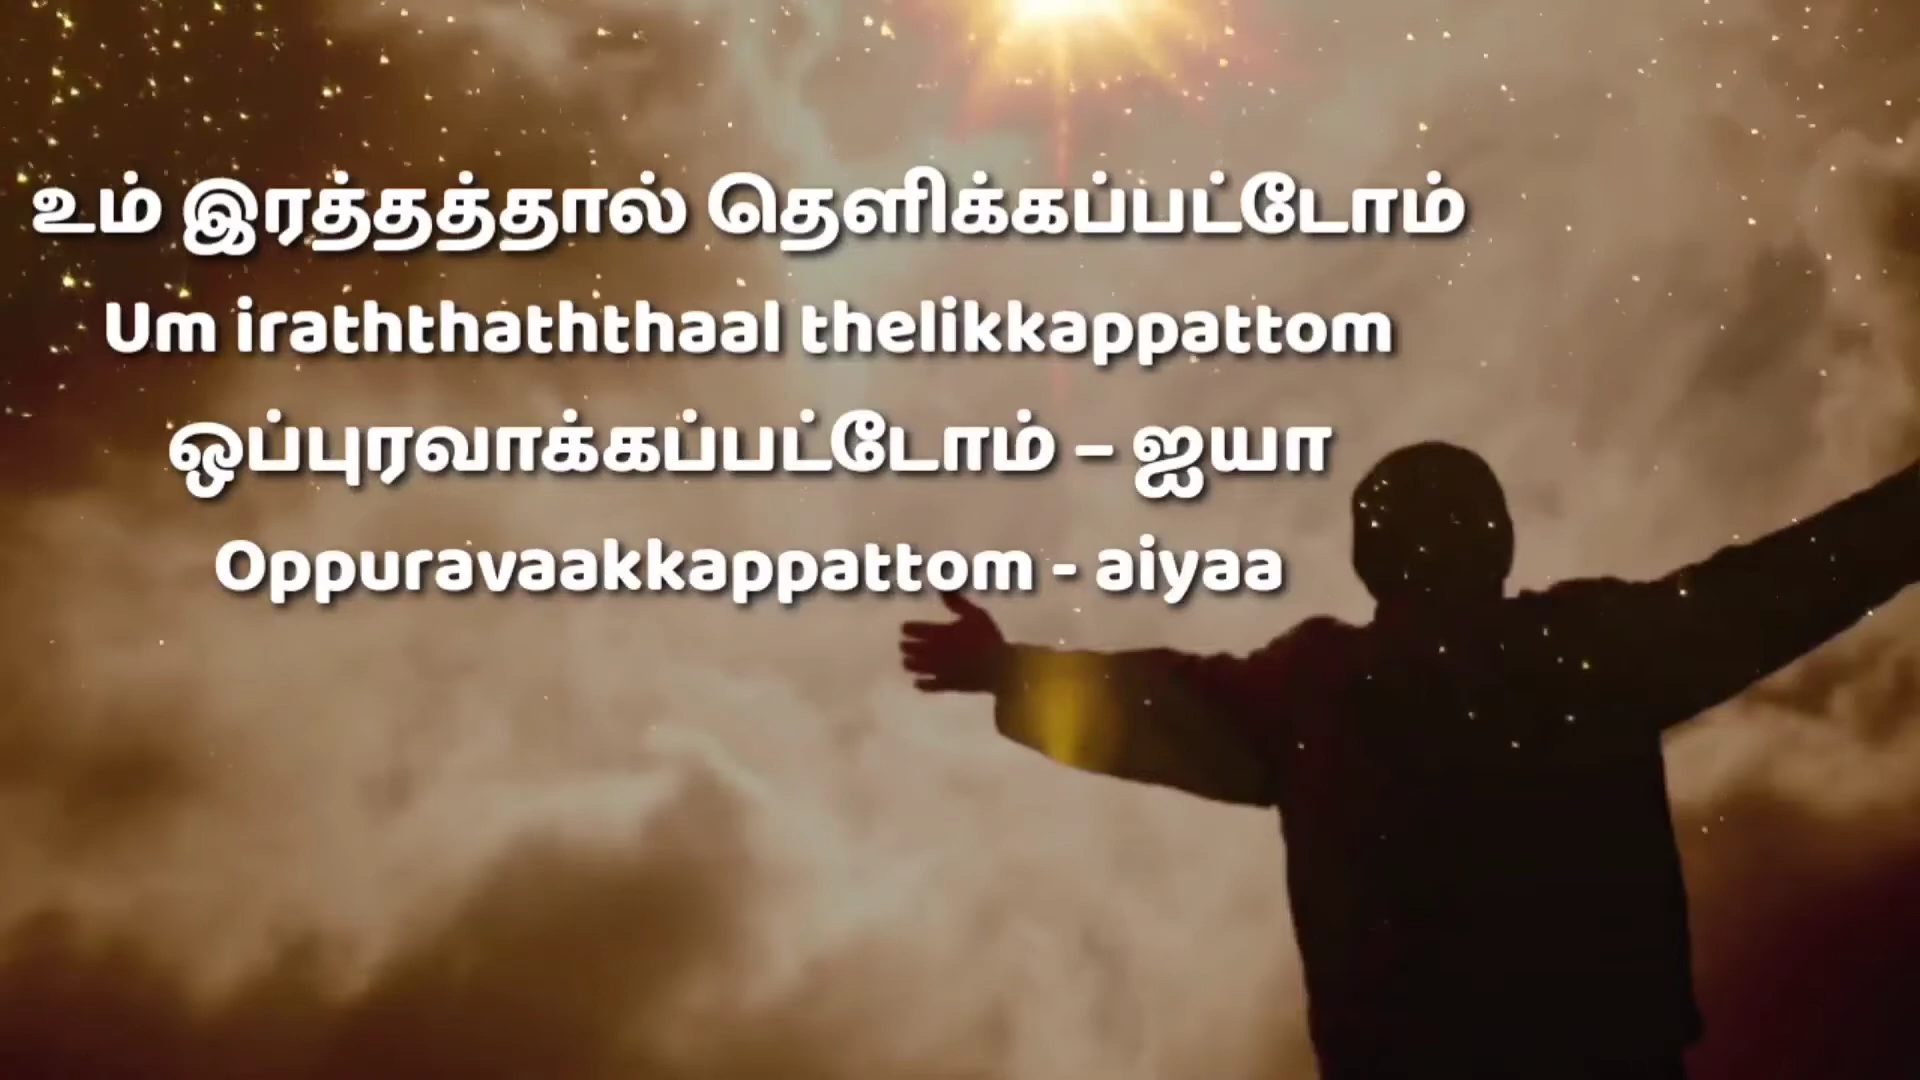 உம் இரத்தத்தால் தெளிக்கப்பட்டோம்
Um iraththaththaal thelikkappattom
ஒப்புரவாக்கப்பட்டோம் – ஐயா
Oppuravaakkappattom - aiyaa